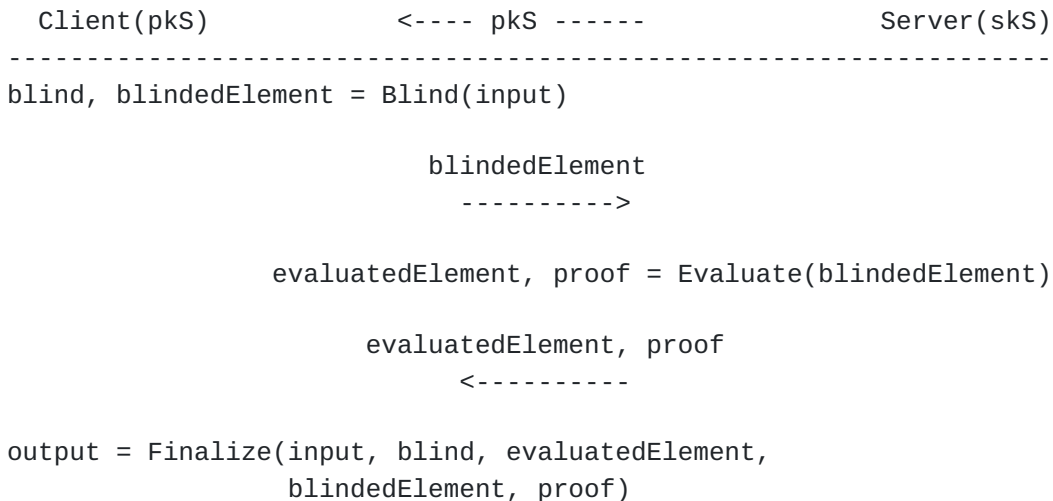 Client(pkS) <---- pkS ------ Server(skS)
-------------------------------------------------------------------
blind, blindedElement = Blind(input)
blindedElement
---------->
evaluatedElement, proof = Evaluate(blindedElement)
evaluatedElement, proof
<----------
output = Finalize(input, blind, evaluatedElement,
blindedElement, proof)